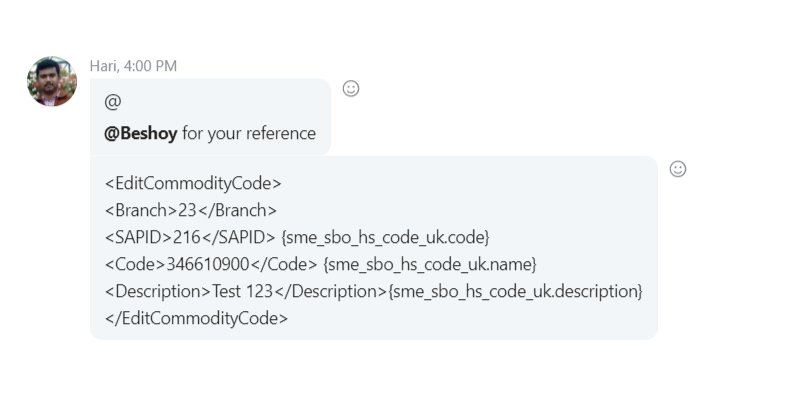 Hari, 4:00 PM
@
@Beshoy for your reference
<EditCommodityCode>
<Branch>23</Branch>
<SAPID>216</SAPID> {sme_sbo_hs_code_uk.code}
<Code>346610900</Code> {sme_sbo_hs_code_uk.name}
<Description>Test 123</Description>{sme_sbo_hs_code_uk.description}
</EditCommodityCode>